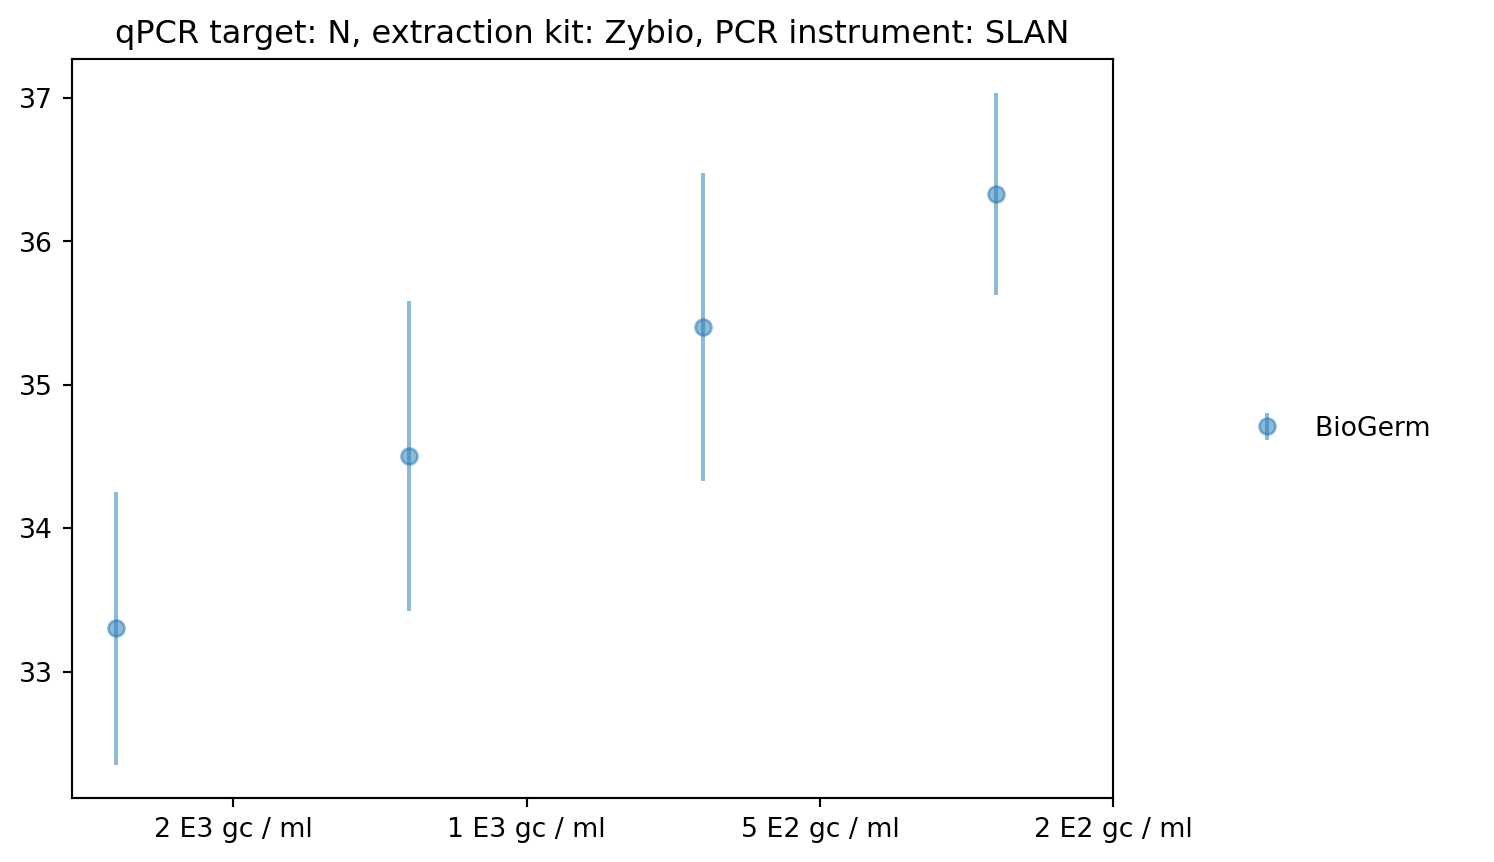 qPCR target: N, extraction kit: Zybio, PCR instrument: SLAN
37
36
35
34
33
2 E3 gc / ml
1 E3 gc / ml
5 E2 gc / ml
2 E2 gc / ml
BioGerm